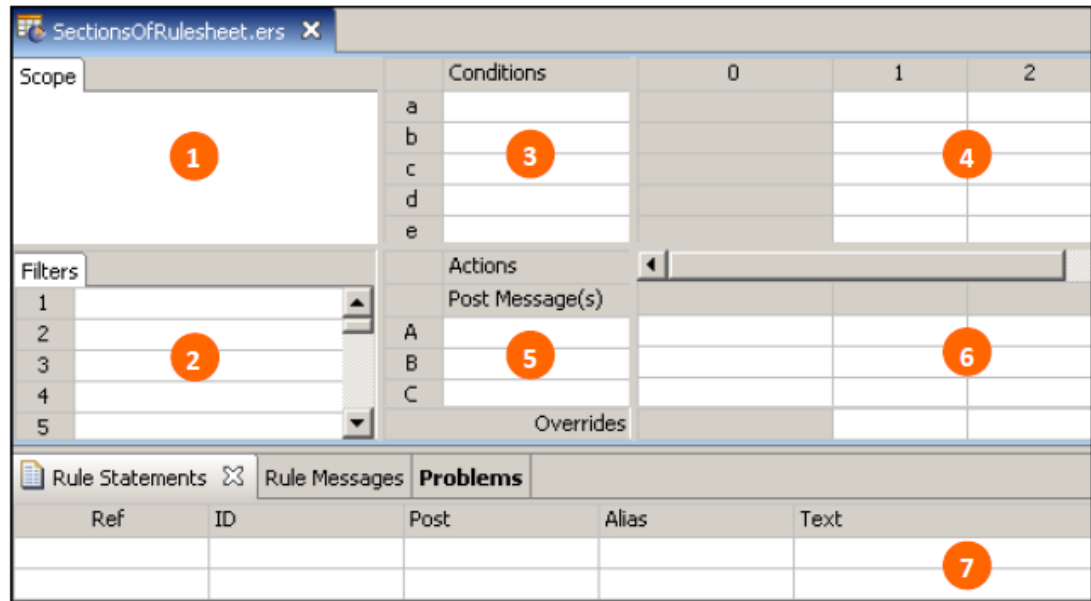 SectionsOfRulesheet.ers
Scope
Conditions 0 1 2
a
b
c
d
e
1
3
4
Filters
1
2
3
4
5
2
Actions
Post Message(s)
A
B
C
Overrides
5
6
Rule Statements Rule Messages Problems
Ref ID Post Alias Text
7